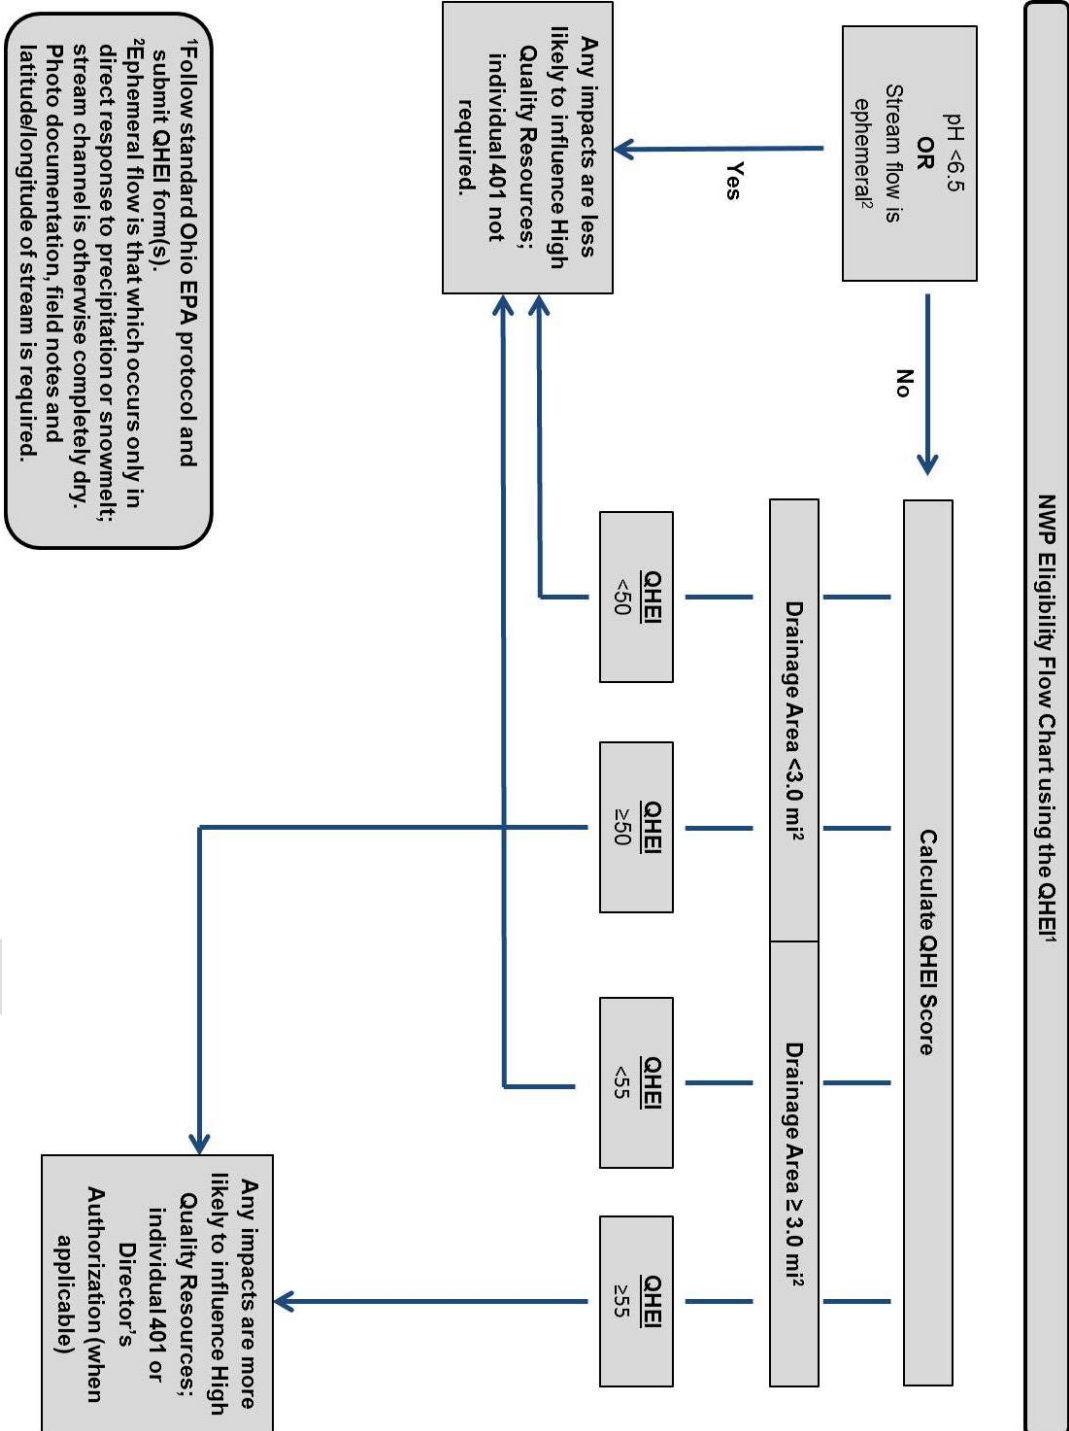 NWP Eligibility Flow Chart using the QHEI¹
pH <6.5
OR
Stream flow is
ephemeral²
No
Yes
Calculate QHEI Score
Drainage Area <3.0 mi²
Drainage Area ≥ 3.0 mi²
QHEI
<50
QHEI
≥50
QHEI
<55
QHEI
≥55
Any impacts are less
likely to influence High
Quality Resources;
individual 401 not
required.
Any impacts are more
likely to influence High
Quality Resources;
individual 401 or
Director's
Authorization (when
applicable)
¹Follow standard Ohio EPA protocol and
submit QHEI form(s).
²Ephemeral flow is that which occurs only in
direct response to precipitation or snowmelt;
stream channel is otherwise completely dry.
Photo documentation, field notes and
latitude/longitude of stream is required.